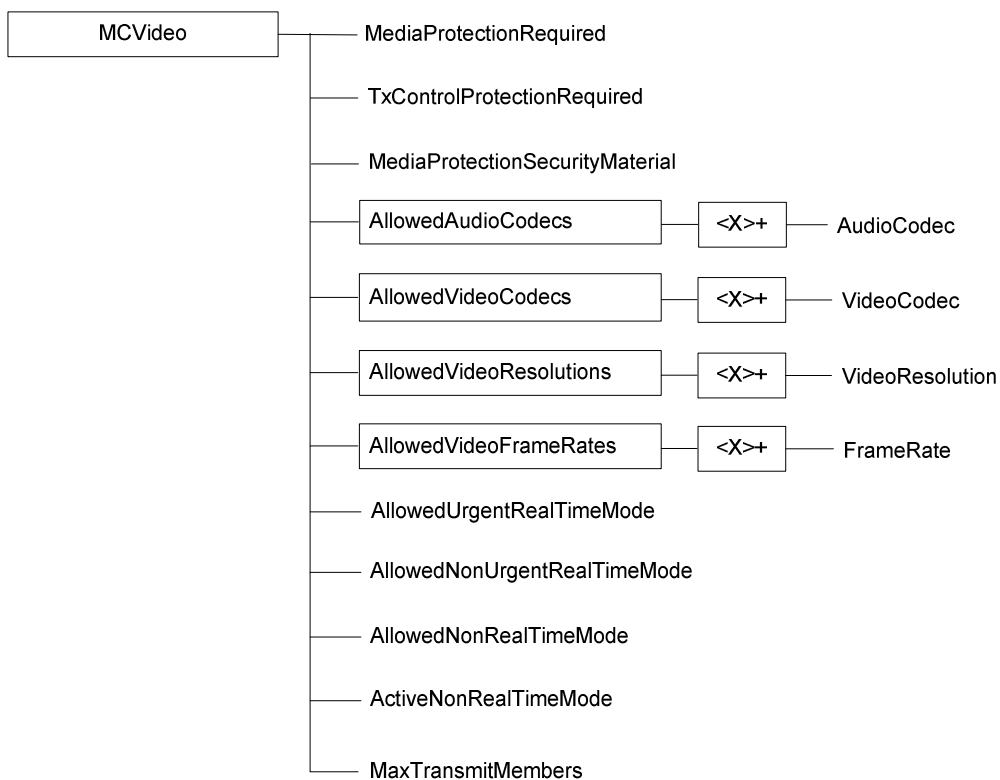 MCVideo
MediaProtectionRequired
TxControlProtectionRequired
MediaProtectionSecurityMaterial
AllowedAudioCodecs <X>+ AudioCodec
AllowedVideoCodecs <X>+ VideoCodec
AllowedVideoResolutions <X>+ VideoResolution
AllowedVideoFrameRates <X>+ FrameRate
AllowedUrgentRealTimeMode
AllowedNonUrgentRealTimeMode
AllowedNonRealTimeMode
ActiveNonRealTimeMode
MaxTransmitMembers